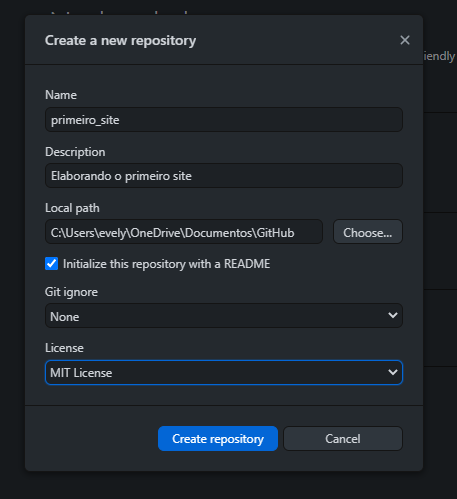 Create a new repository
iendly
Name
primeiro_site
Description
Elaborando o primeiro site
Local path
C:\Users\evely\OneDrive\Documentos\GitHub
Choose...
Initialize this repository with a README
Git ignore
None
License
MIT License
Create repository
Cancel